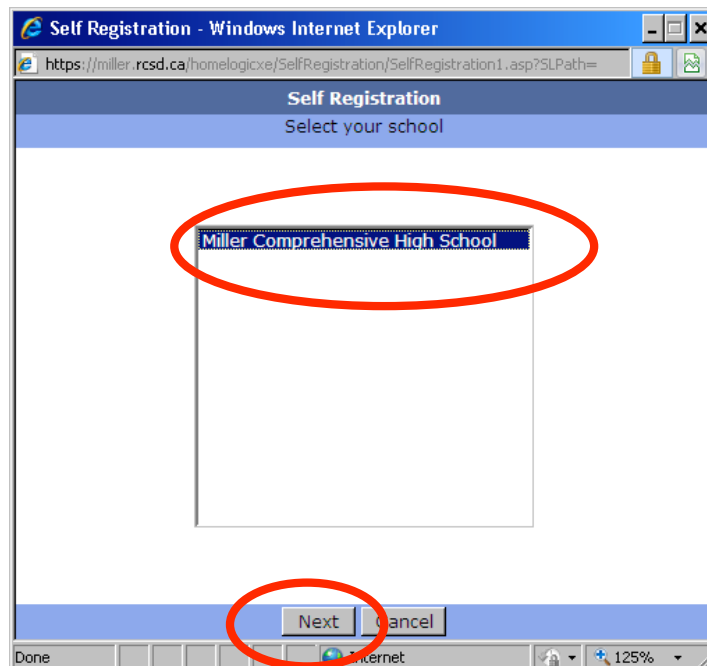 Self Registration - Windows Internet Explorer
https://miller.rcsd.ca/homelogicxe/SelfRegistration/SelfRegistration1.asp?SLPath=
Self Registration
Select your school
Miller Comprehensive High School
Next Cancel
Done Internet 125%